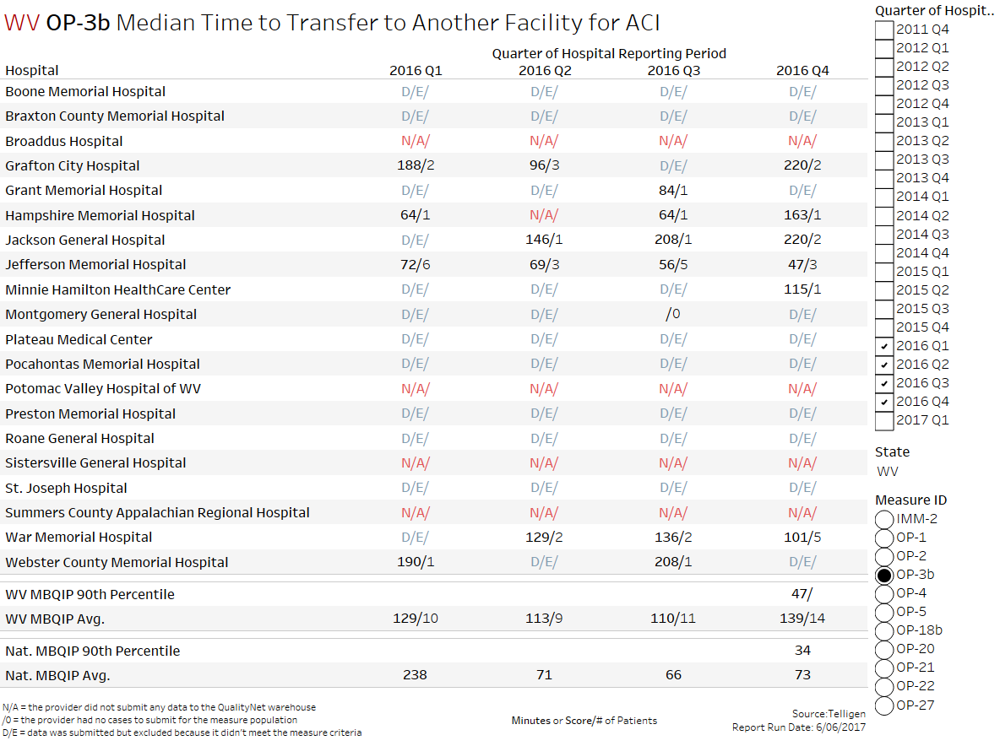 WV OP-3b Median Time to Transfer to Another Facility for ACI
Quarter of Hospital Reporting Period
Hospital 2016 Q1 2016 Q2 2016 Q3 2016 Q4
Boone Memorial Hospital D/E/ D/E/ D/E/ D/E/
Braxton County Memorial Hospital D/E/ D/E/ D/E/ D/E/
Broaddus Hospital N/A/ N/A/ N/A/ N/A/
Grafton City Hospital 188/2 96/3 D/E/ 220/2
Grant Memorial Hospital D/E/ D/E/ 84/1 D/E/
Hampshire Memorial Hospital 64/1 N/A/ 64/1 163/1
Jackson General Hospital D/E/ 146/1 208/1 220/2
Jefferson Memorial Hospital 72/6 69/3 56/5 47/3
Minnie Hamilton HealthCare Center D/E/ D/E/ D/E/ 115/1
Montgomery General Hospital D/E/ D/E/ /0 D/E/
Plateau Medical Center D/E/ D/E/ D/E/ D/E/
Pocahontas Memorial Hospital D/E/ D/E/ D/E/ D/E/
Potomac Valley Hospital of WV N/A/ N/A/ N/A/ N/A/
Preston Memorial Hospital D/E/ D/E/ D/E/ D/E/
Roane General Hospital D/E/ D/E/ D/E/ D/E/
Sistersville General Hospital N/A/ N/A/ N/A/ N/A/
St. Joseph Hospital D/E/ D/E/ D/E/ D/E/
Summers County Appalachian Regional Hospital N/A/ N/A/ N/A/ N/A/
War Memorial Hospital D/E/ 129/2 136/2 101/5
Webster County Memorial Hospital 190/1 D/E/ 208/1 D/E/
WV MBQIP 90th Percentile 47/
WV MBQIP Avg. 129/10 113/9 110/11 139/14
Nat. MBQIP 90th Percentile 34
Nat. MBQIP Avg. 238 71 66 73
N/A = the provider did not submit any data to the QualityNet warehouse
/0 = the provider had no cases to submit for the measure population
D/E = data was submitted but excluded because it didn't meet the measure criteria
Minutes or Score/# of Patients
Source:Telligen
Report Run Date: 6/06/2017
Quarter of Hospit..
2011 Q4
2012 Q1
2012 Q2
2012 Q3
2012 Q4
2013 Q1
2013 Q2
2013 Q3
2013 Q4
2014 Q1
2014 Q2
2014 Q3
2014 Q4
2015 Q1
2015 Q2
2015 Q3
2015 Q4
2016 Q1
2016 Q2
2016 Q3
2016 Q4
2017 Q1
State
WV
Measure ID
IMM-2
OP-1
OP-2
OP-3b
OP-4
OP-5
OP-18b
OP-20
OP-21
OP-22
OP-27